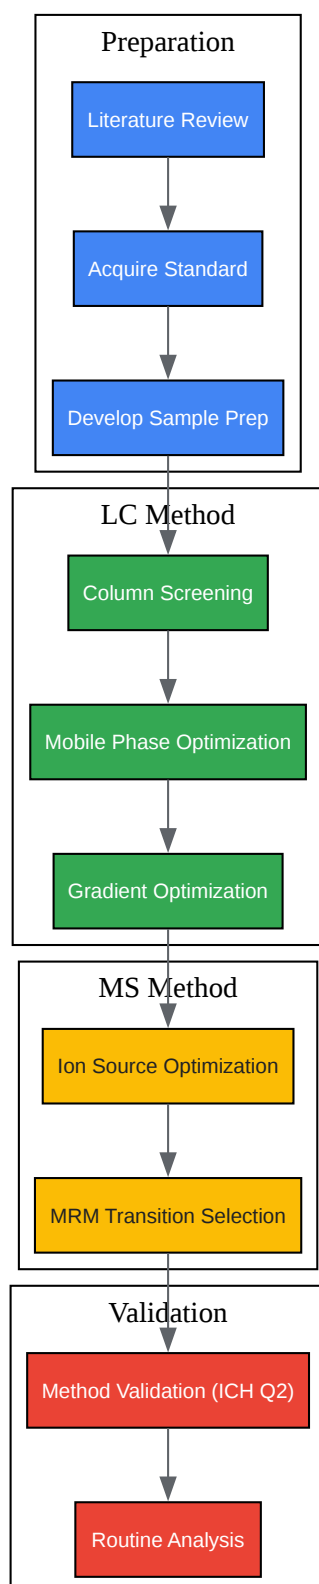 Preparation
Literature Review
Acquire Standard
Develop Sample Prep
LC Method
Column Screening
Mobile Phase Optimization
Gradient Optimization
MS Method
Ion Source Optimization
MRM Transition Selection
Validation
Method Validation (ICH Q2)
Routine Analysis